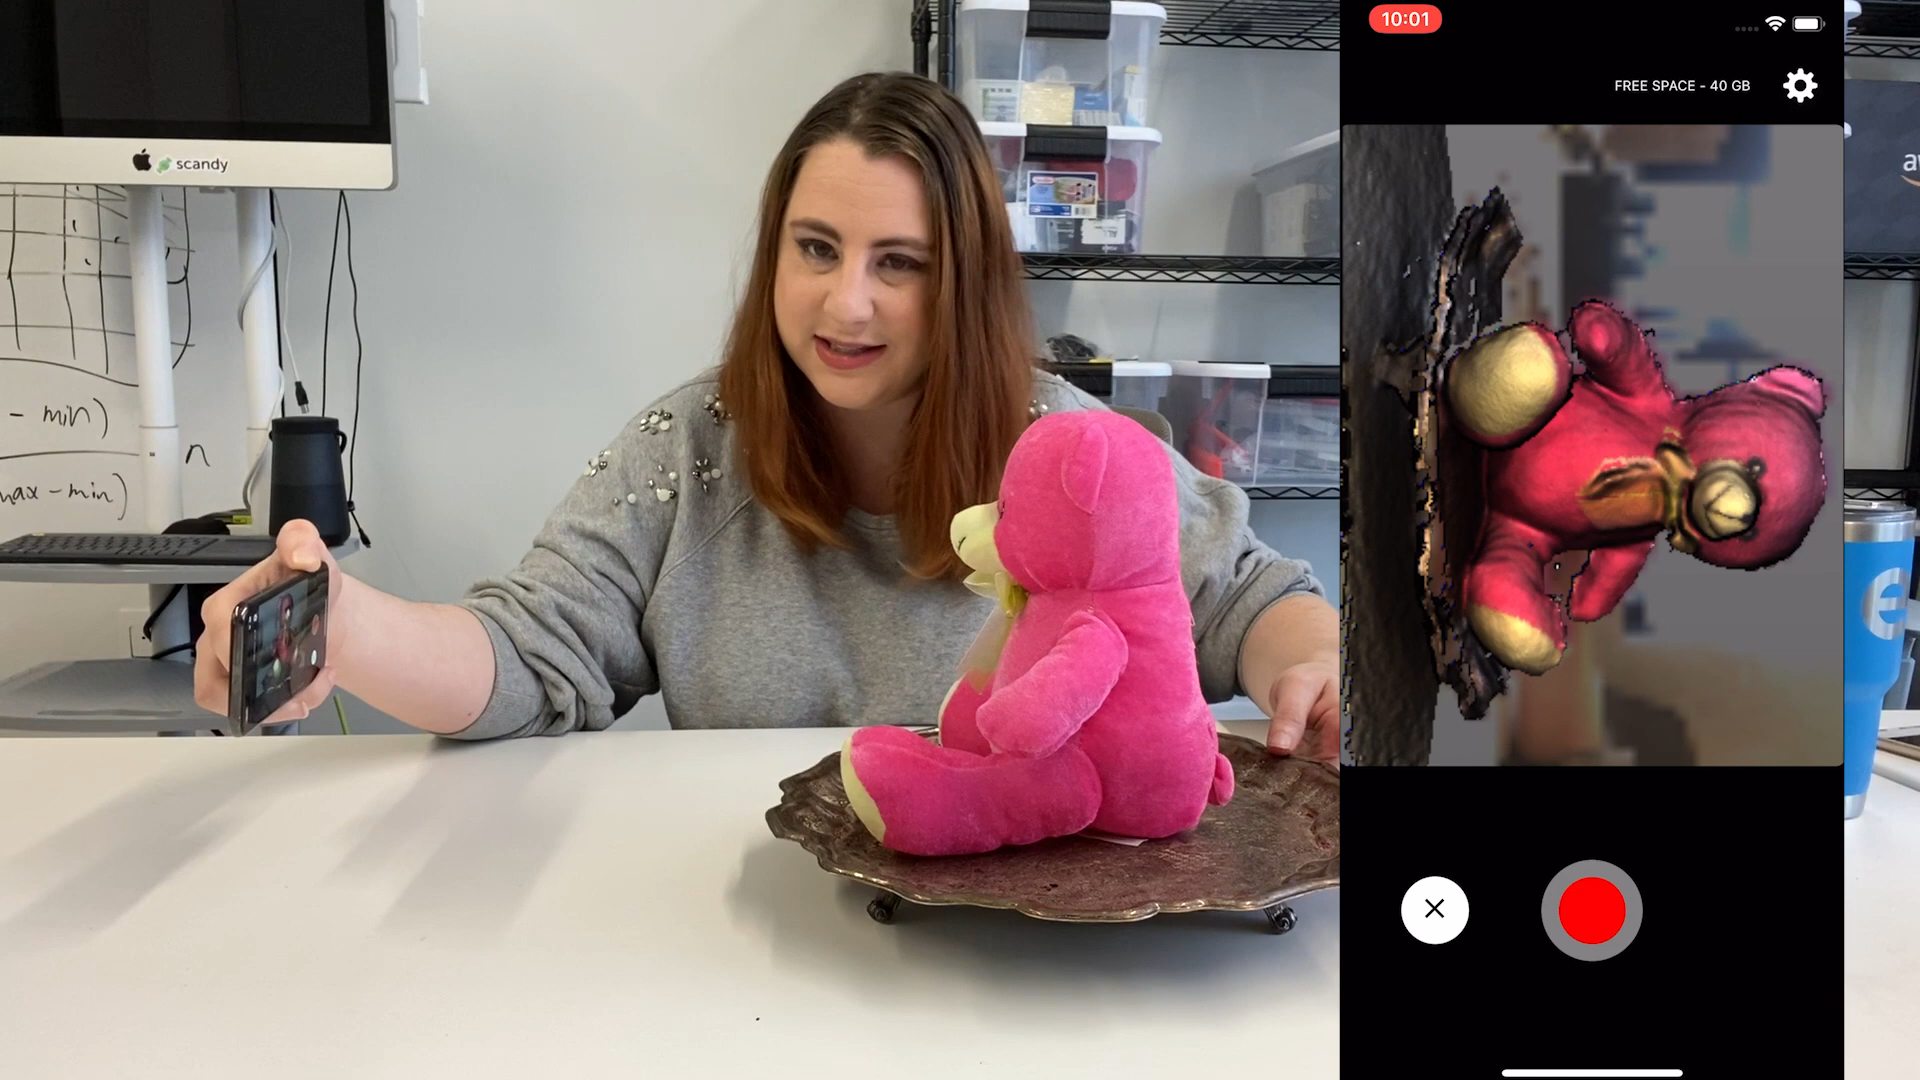 scandy
- min)
n
max - min)
10:01
FREE SPACE - 40 GB
e